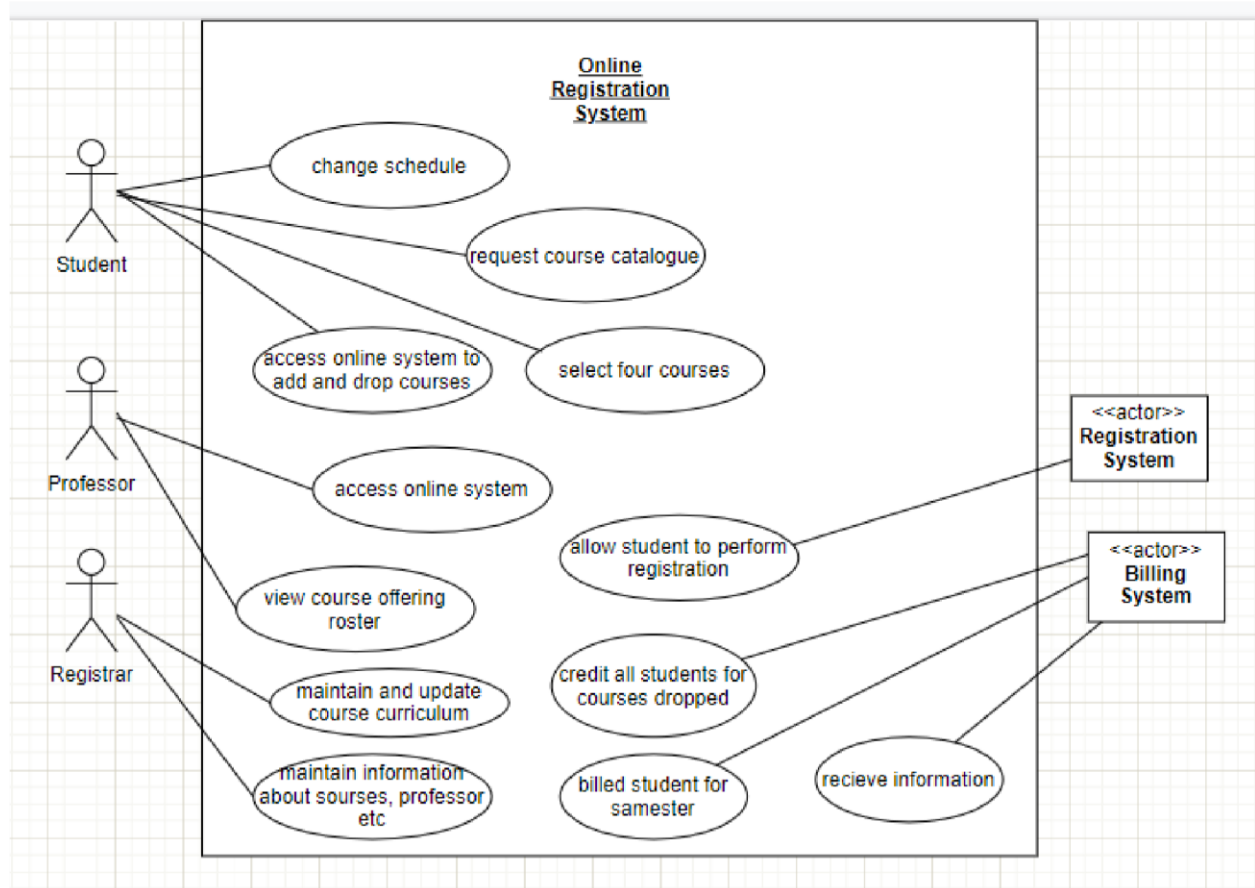 Online
Registration
System
change schedule
Student
request course catalogue
access online system to
add and drop courses
select four courses
<<actor>>
Registration
System
Professor
access online system
allow student to perform
registration
<<actor>>
Billing
System
view course offering
roster
Registrar
maintain and update
course curriculum
credit all students for
courses dropped
maintain information
about sourses, professor
etc
billed student for
samester
recieve information